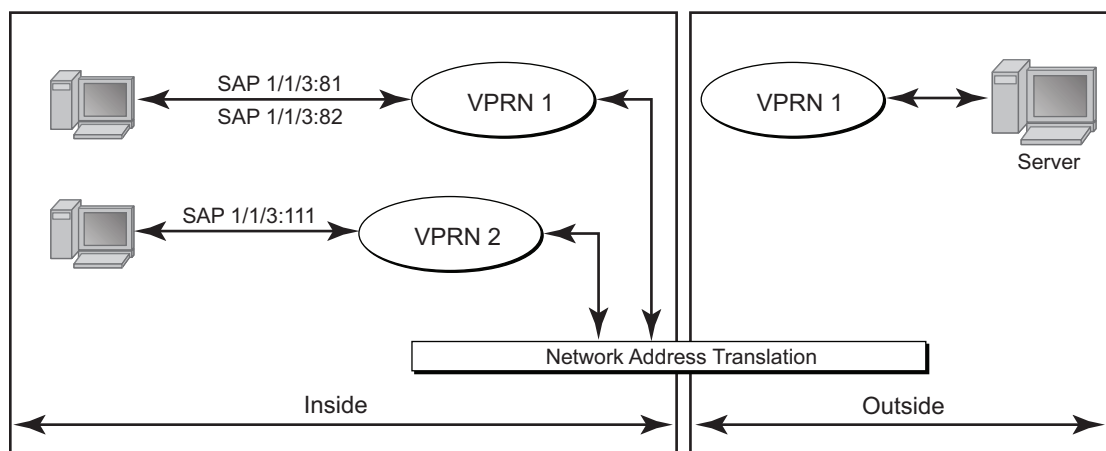 SAP 1/1/3:81
SAP 1/1/3:82
VPRN 1
VPRN 1
Server
SAP 1/1/3:111
VPRN 2
Network Address Translation
Inside
Outside